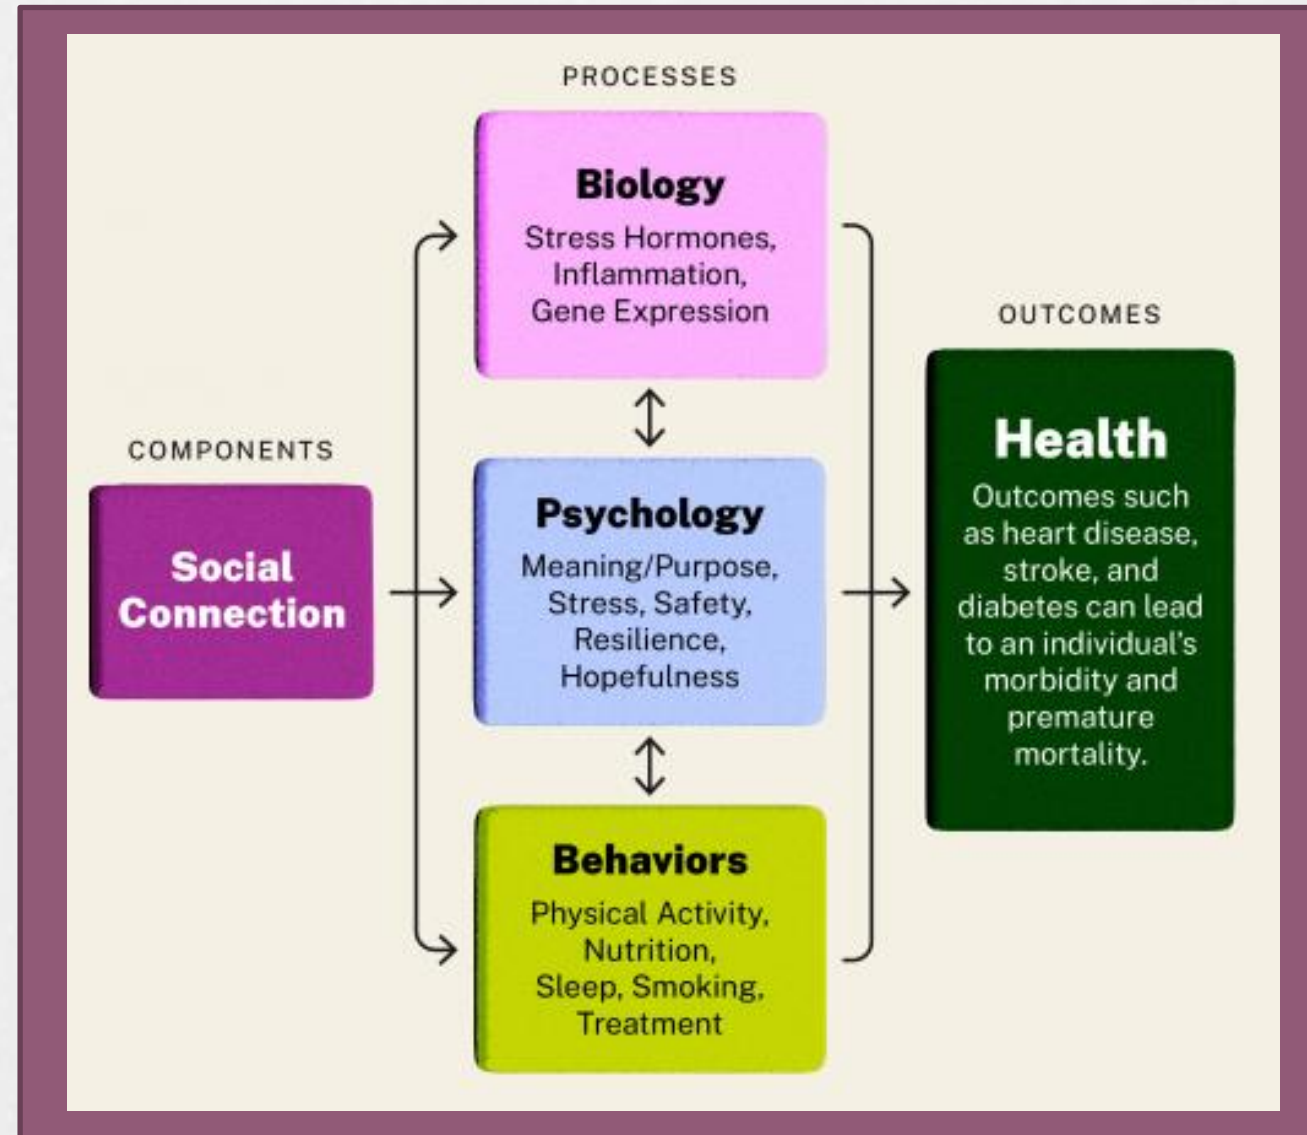 PROCESSES
Biology
Stress Hormones,
Inflammation,
Gene Expression
OUTCOMES
COMPONENTS
Social
Connection
Psychology
Meaning/Purpose,
Stress, Safety,
Resilience,
Hopefulness
Behaviors
Physical Activity,
Nutrition,
Sleep, Smoking,
Treatment
Health
Outcomes such
as heart disease,
stroke, and
diabetes can lead
to an individual's
morbidity and
premature
mortality.